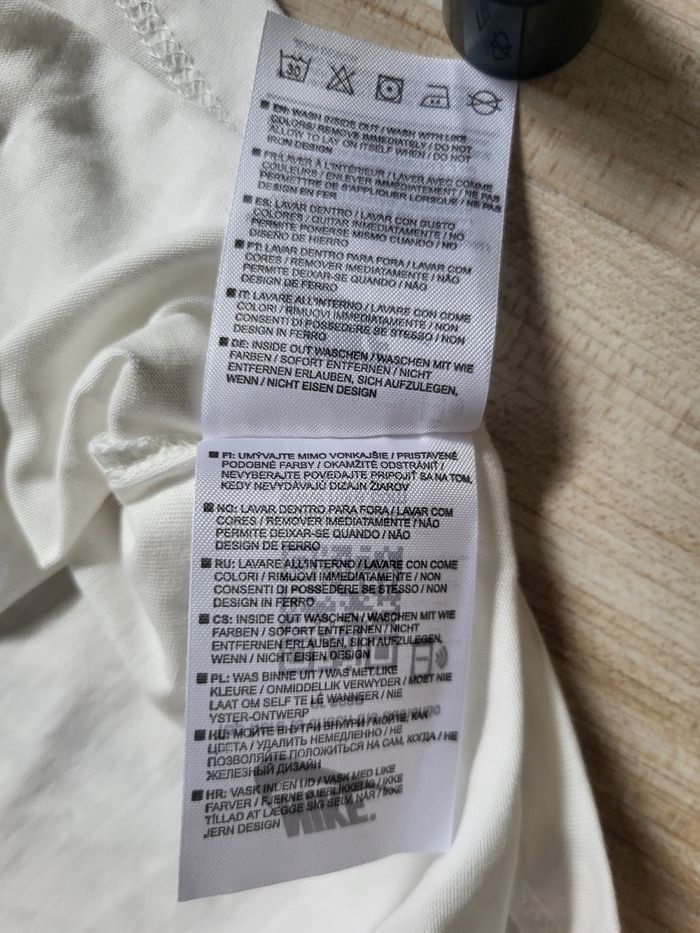 30
EN: WASH INSIDE OUT / WASH WITH LIKE
COLORS/ REMOVE IMMEDIATELY / DO NOT
ALLOW TO LAY ON ITSELF WHEN / DO NOT
IRON DESIGN
FR:LAVER À L'INTÉRIEUR / LAVER AVEC COMME
COULEURS / ENLEVER IMMÉDIATEMENT / NE PAS
PERMETTRE DE S'APPLIQUER LORSQUE / NE PAS
DESIGN EN FER
ES: LAVAR DENTRO / LAVAR CON GUSTO
COLORES / QUITAR INMEDIATAMENTE / NO
PERMITE PONERSE MISMO CUANDO / NO
DISEÑO DE HIERRO
PT: LAVAR DENTRO PARA FORA / LAVAR COM
CORES / REMOVER IMEDIATAMENTE / NÃO
PERMITE DEIXAR-SE QUANDO / NÃO
DESIGN DE FERRO
IT: LAVARE ALL'INTERNO / LAVARE CON COME
COLORI / RIMUOVI IMMEDIATAMENTE / NON
CONSENTI DI POSSEDERE SE STESSO / NON
DESIGN IN FERRO
DE: INSIDE OUT WASCHEN / WASCHEN MIT WIE
FARBEN / SOFORT ENTFERNEN / NICHT
ENTFERNEN ERLAUBEN, SICH AUFZULEGEN,
WENN / NICHT EISEN DESIGN
FI: UMÝVAJTE MIMO VONKAJŠIE / PRISTAVENÉ
PODOBNÉ FARBY / OKAMŽITE ODSTRÁNIŤ /
NEVYBERAJTE POVEDAJTE PRIPOJIŤ SA NA TOM,
KEDY NEVYDÁVAJÚ DIZAJN ŽIAROV
NO: LAVAR DENTRO PARA FORA / LAVAR COM
CORES / REMOVER IMEDIATAMENTE / NÃO
PERMITE DEIXAR-SE QUANDO / NÃO
DESIGN DE FERRO
RU: LAVARE ALL'INTERNO / LAVARE CON COME
COLORI / RIMUOVI IMMEDIATAMENTE / NON
CONSENTI DI POSSEDERE SE STESSO / NON
DESIGN IN FERRO
CS: INSIDE OUT WASCHEN / WASCHEN MIT WIE
FARBEN / SOFORT ENTFERNEN / NICHT
ENTFERNEN ERLAUBEN, SICH AUFZULEGEN,
WENN / NICHT EISEN DESIGN
PL: WAS BINNE UIT / WAS MET LIKE
KLEURE / ONMIDDELLIK VERWYDER / MOET NIE
LAAT OM SELF TE LÊ WANNEER / NIE
YSTER-ONTWERP
HU: МОЙТЕ ВНУТРИ ВНУТРИ / МОЙТЕ, КАК
ЦВЕТА / УДАЛИТЬ НЕМЕДЛЕННО / НЕ
ПОЗВОЛЯЙТЕ ПОЛОЖИТЬСЯ НА САМ, КОГДА / НЕ
ЖЕЛЕЗНЫЙ ДИЗАЙН
HR: VASK INDEN UD / VASK MED LIKE
FARVER / FJERNE ØJEBLIKKELIG / IKKE
TILLAD AT LÆGGE SIG SELV, NÅR / IKKE
JERN DESIGN
NIKE.